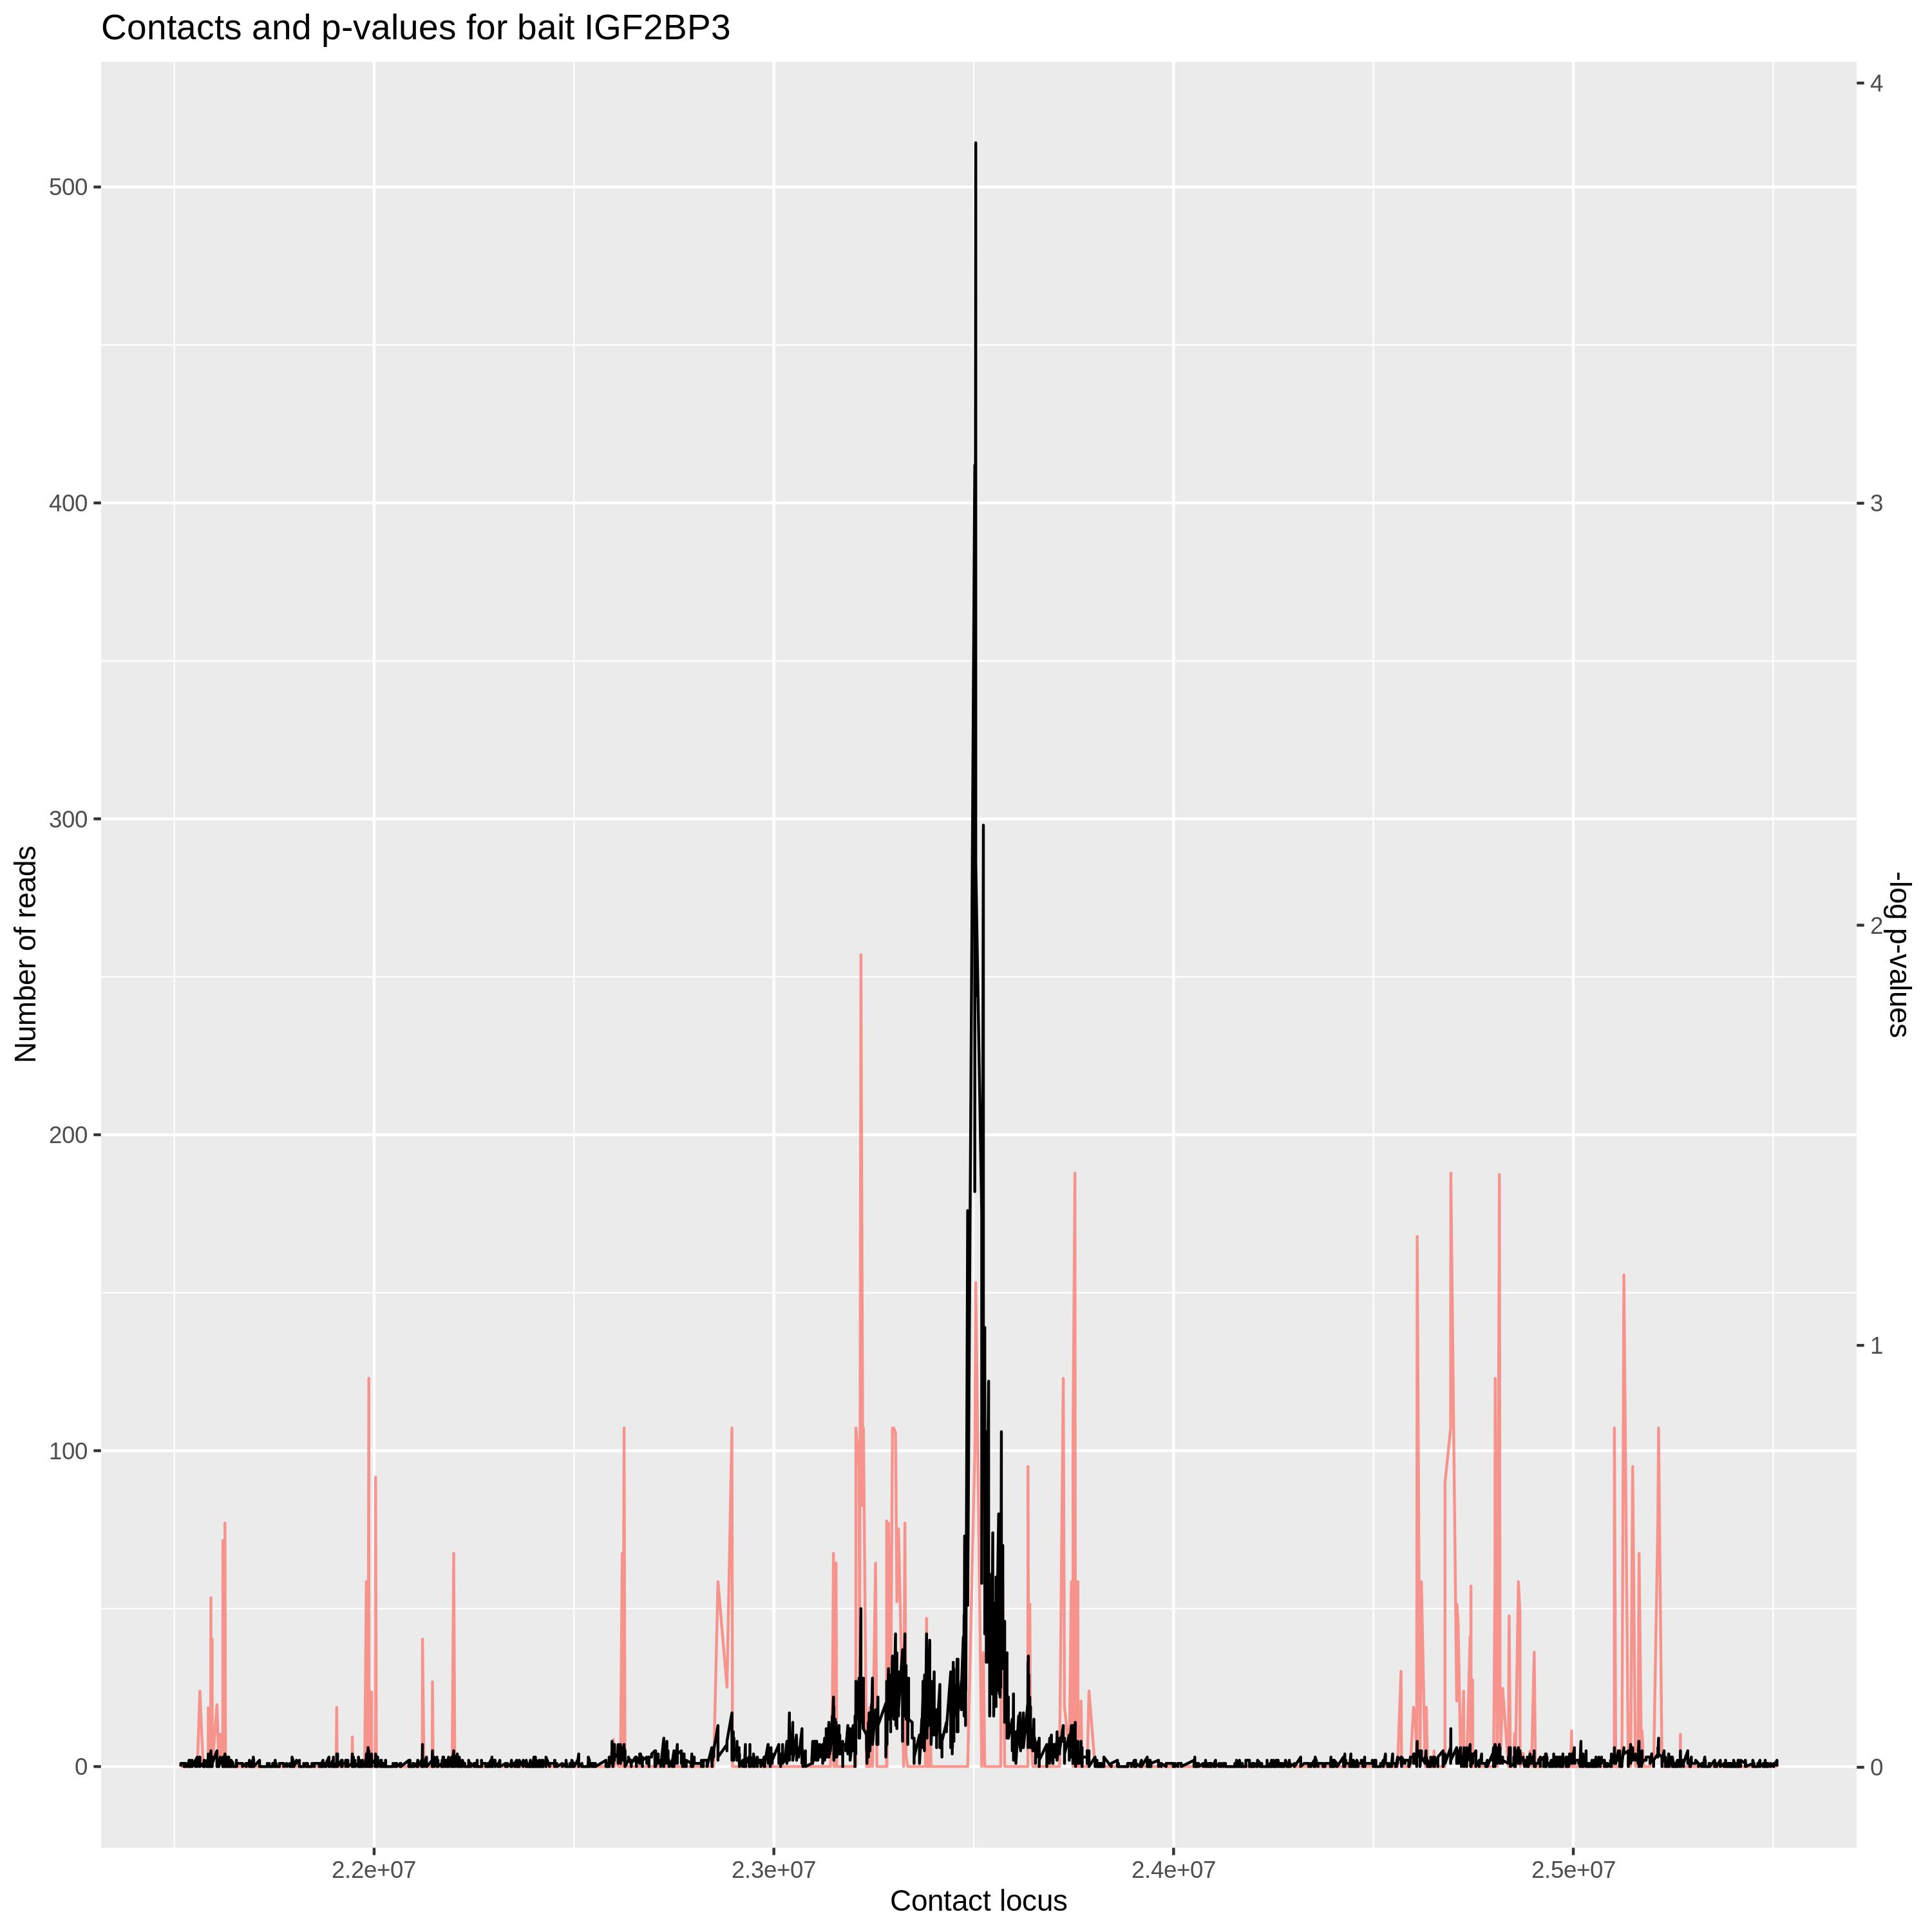 Contacts and p-values for bait IGF2BP3
500
400
300
200
100
0
Number of reads
4
3
2
1
0
-log p-values
2.2e+07
2.3e+07
2.4e+07
2.5e+07
Contact locus